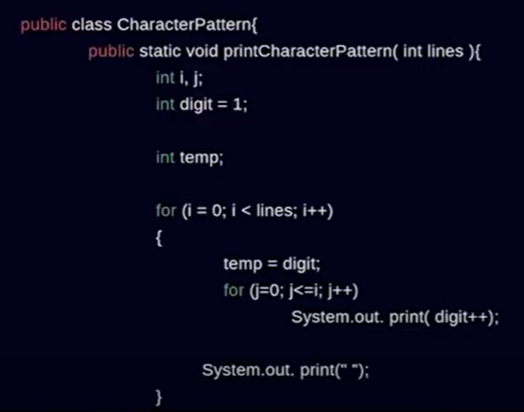 public class CharacterPattern{
public static void printCharacterPattern( int lines ){
int i, j;
int digit = 1;
int temp;
for (i = 0; i < lines; i++)
{
temp = digit;
for (j=0; j<=i; j++)
System.out. print( digit++);
System.out. print(" ");
}